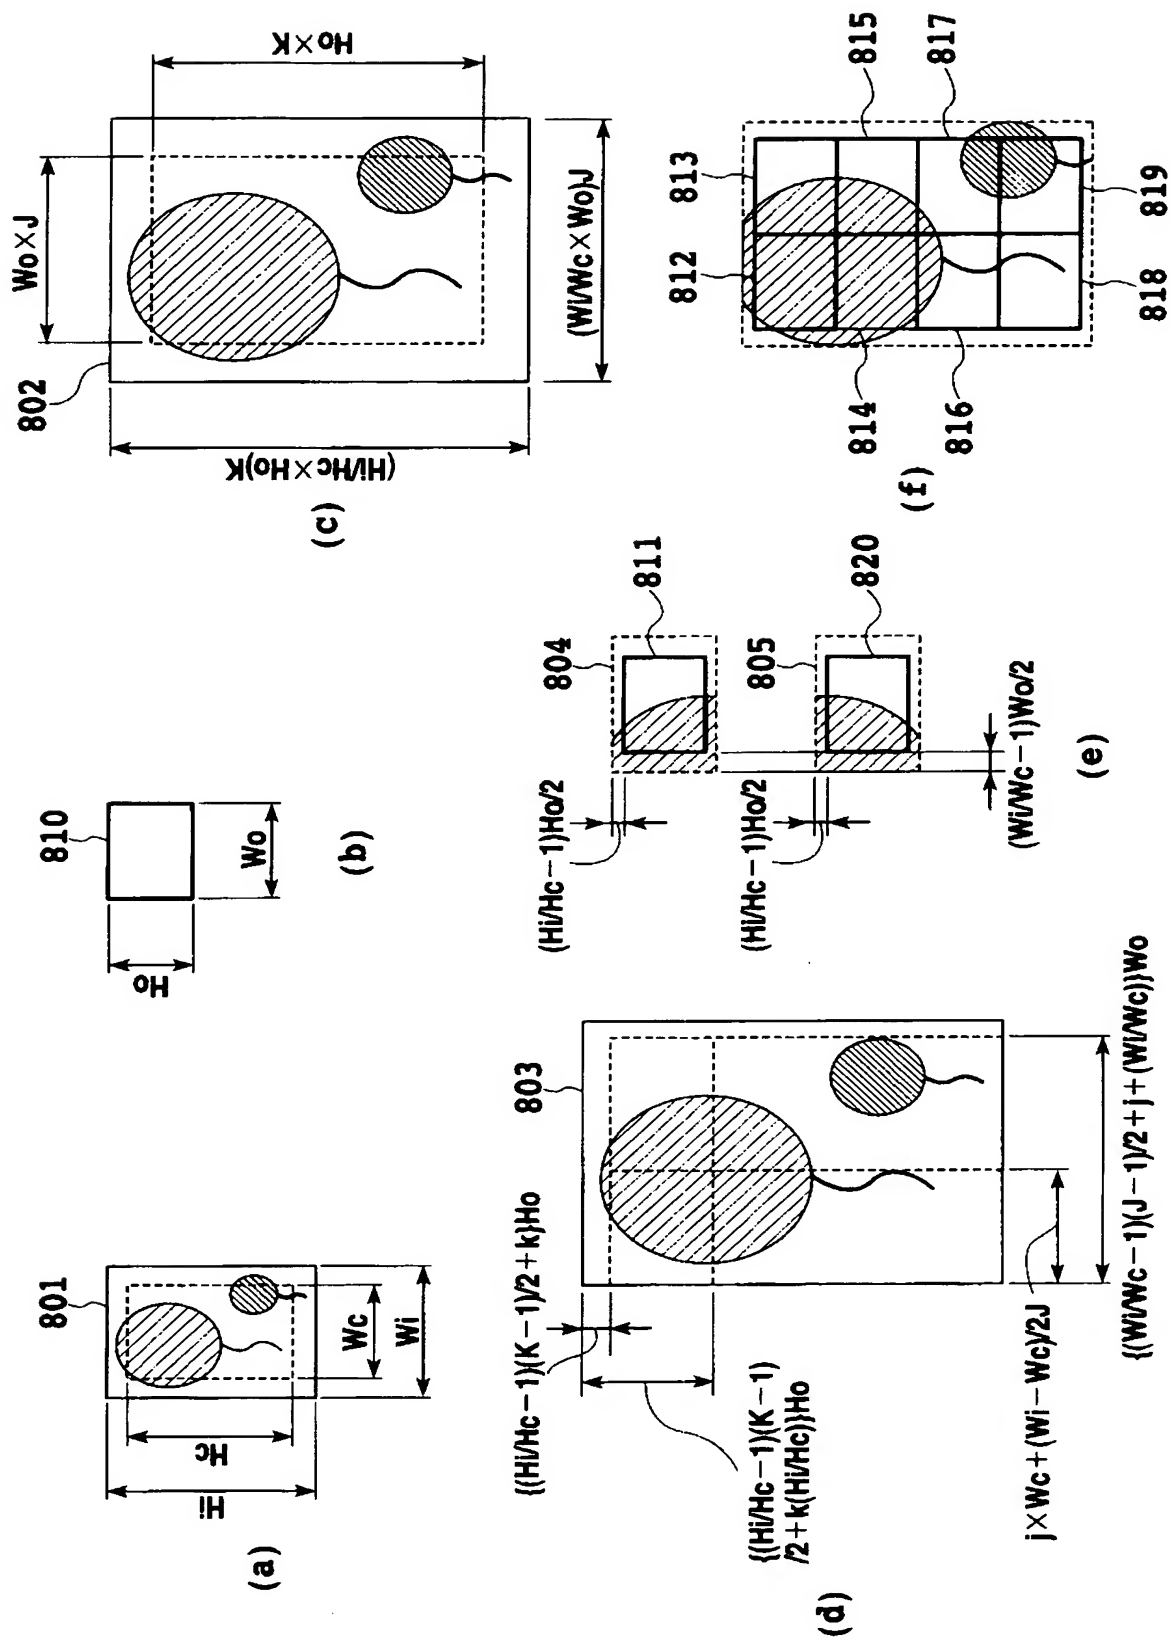 (a)
801
Hi
Hc
Wc
Wi
(b)
810
Ho
Wo
(c)
802
Wo×J
Ho×K
(Hi/Hc×Ho)K
(Wi/Wc×Wo)J
(d)
803
{(Hi/Hc−1)(K−1)/2+k}Ho
{(Hi/Hc−1)(K−1)
/2+k(Hi/Hc)}Ho
j×Wc+(Wi−Wc)/2J
{(Wi/Wc−1)(J−1)/2+j+(Wi/Wc)}Wo
(e)
804
811
(Hi/Hc−1)Ho/2
805
820
(Hi/Hc−1)Ho/2
(Wi/Wc−1)Wo/2
(f)
812
813
814
815
816
817
818
819